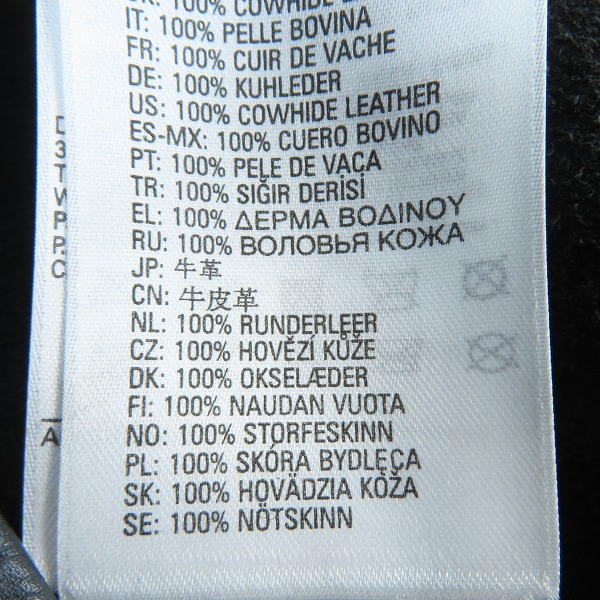 100% COWHIDE
IT: 100% PELLE BOVINA
FR: 100% CUIR DE VACHE
DE: 100% KUHLEDER
US: 100% COWHIDE LEATHER
ES-MX: 100% CUERO BOVINO
PT: 100% PELE DE VACA
TR: 100% SIĞIR DERİSİ
EL: 100% ΔΕΡΜΑ ΒΟΔΙΝΟΥ
RU: 100% ВОЛОВЬЯ КОЖА
JP: 牛革
CN: 牛皮革
NL: 100% RUNDERLEER
CZ: 100% HOVĚZÍ KŮŽE
DK: 100% OKSELÆDER
FI: 100% NAUDAN VUOTA
NO: 100% STORFESKINN
PL: 100% SKÓRA BYDLĘCA
SK: 100% HOVÄDZIA KOŽA
SE: 100% NÖTSKINN